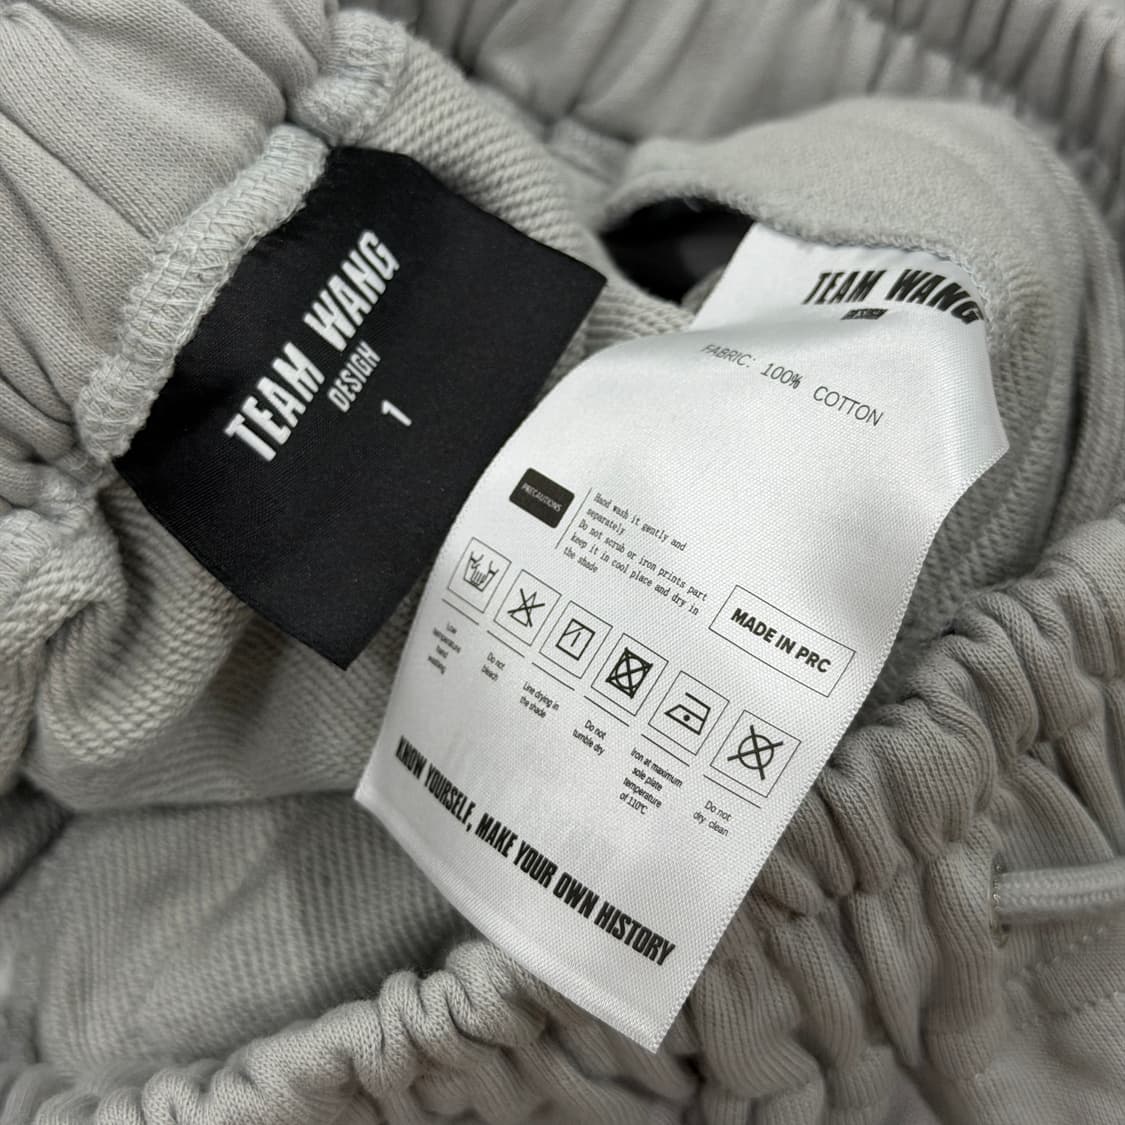 TEAM WANG
DESIGN
1
TEAM WANG
DESIGN
FABRIC: 100% COTTON
PRECAUTIONS
Hand wash it gently and
separately
Do not scrub or iron prints part
keep it in cool place and dry in
the shade
MADE IN PRC
Low
temperature
hand
washing
Do not
bleach
Line drying in
the shade
Do not
tumble dry
Iron at maximum
sole plate
temperature
of 110℃
Do not
dry clean
KNOW YOURSELF, MAKE YOUR OWN HISTORY